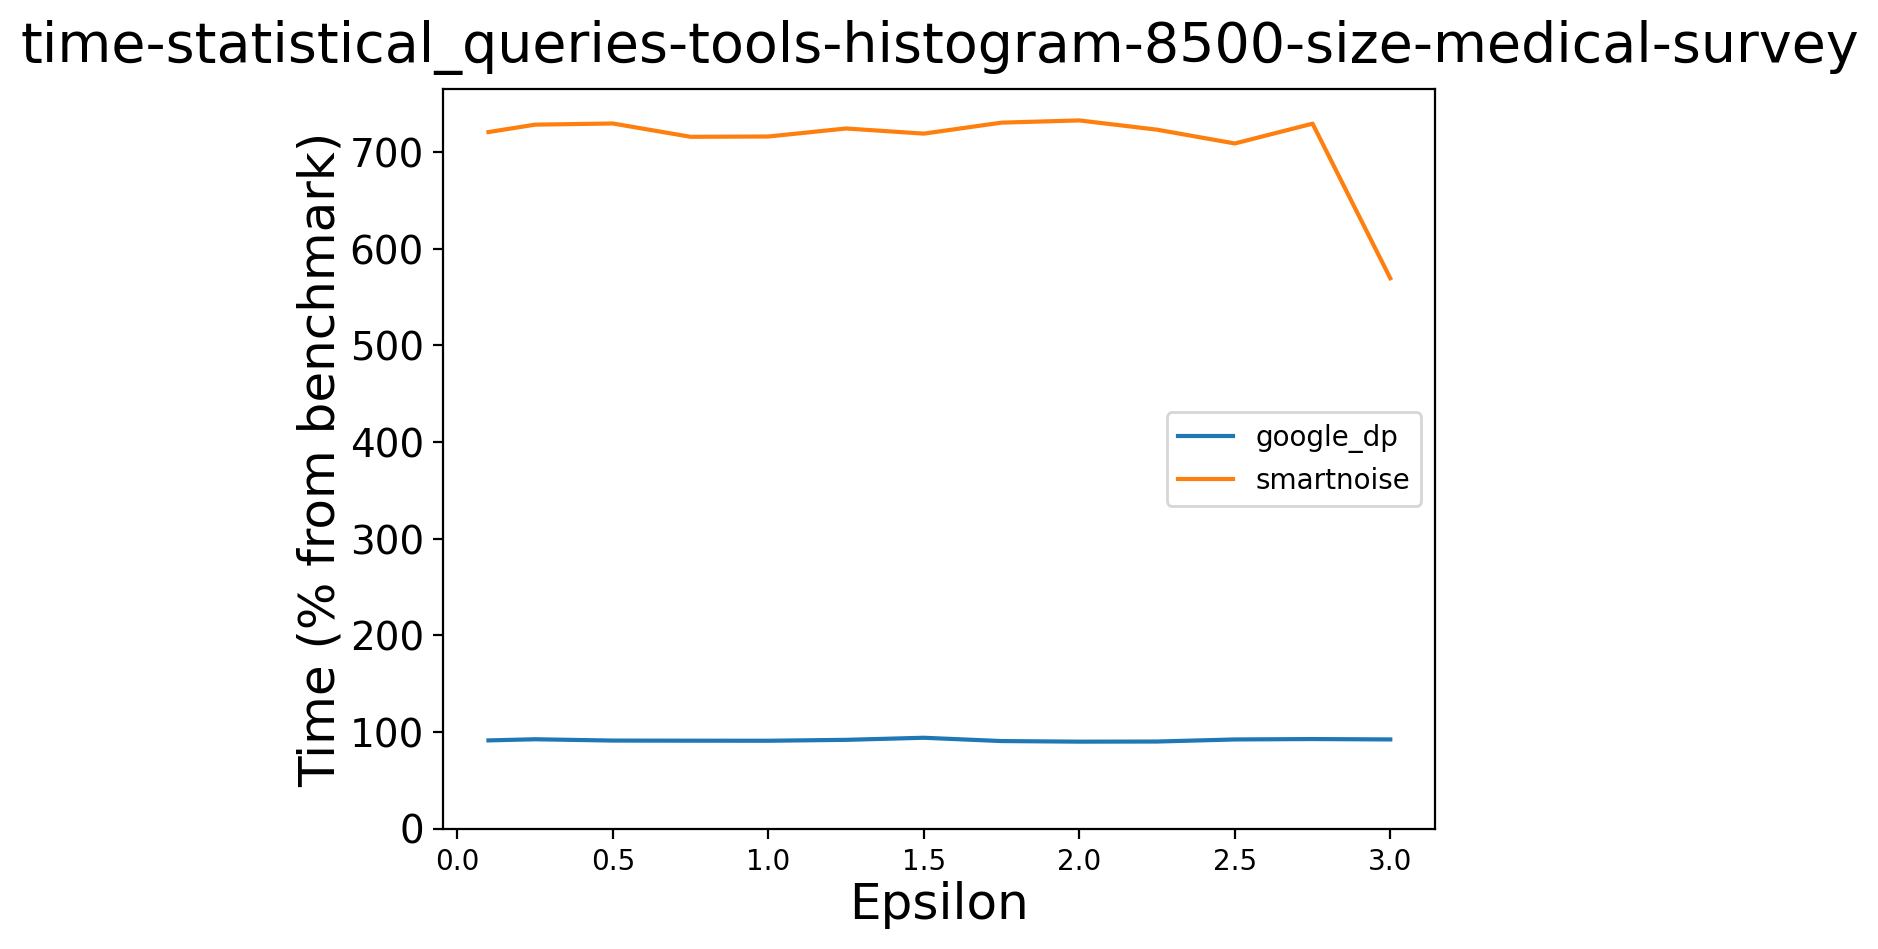 time-statistical_queries-tools-histogram-8500-size-medical-survey
Time (% from benchmark)
700
600
500
400
300
200
100
0
google_dp
smartnoise
0.0 0.5 1.0 1.5 2.0 2.5 3.0
Epsilon